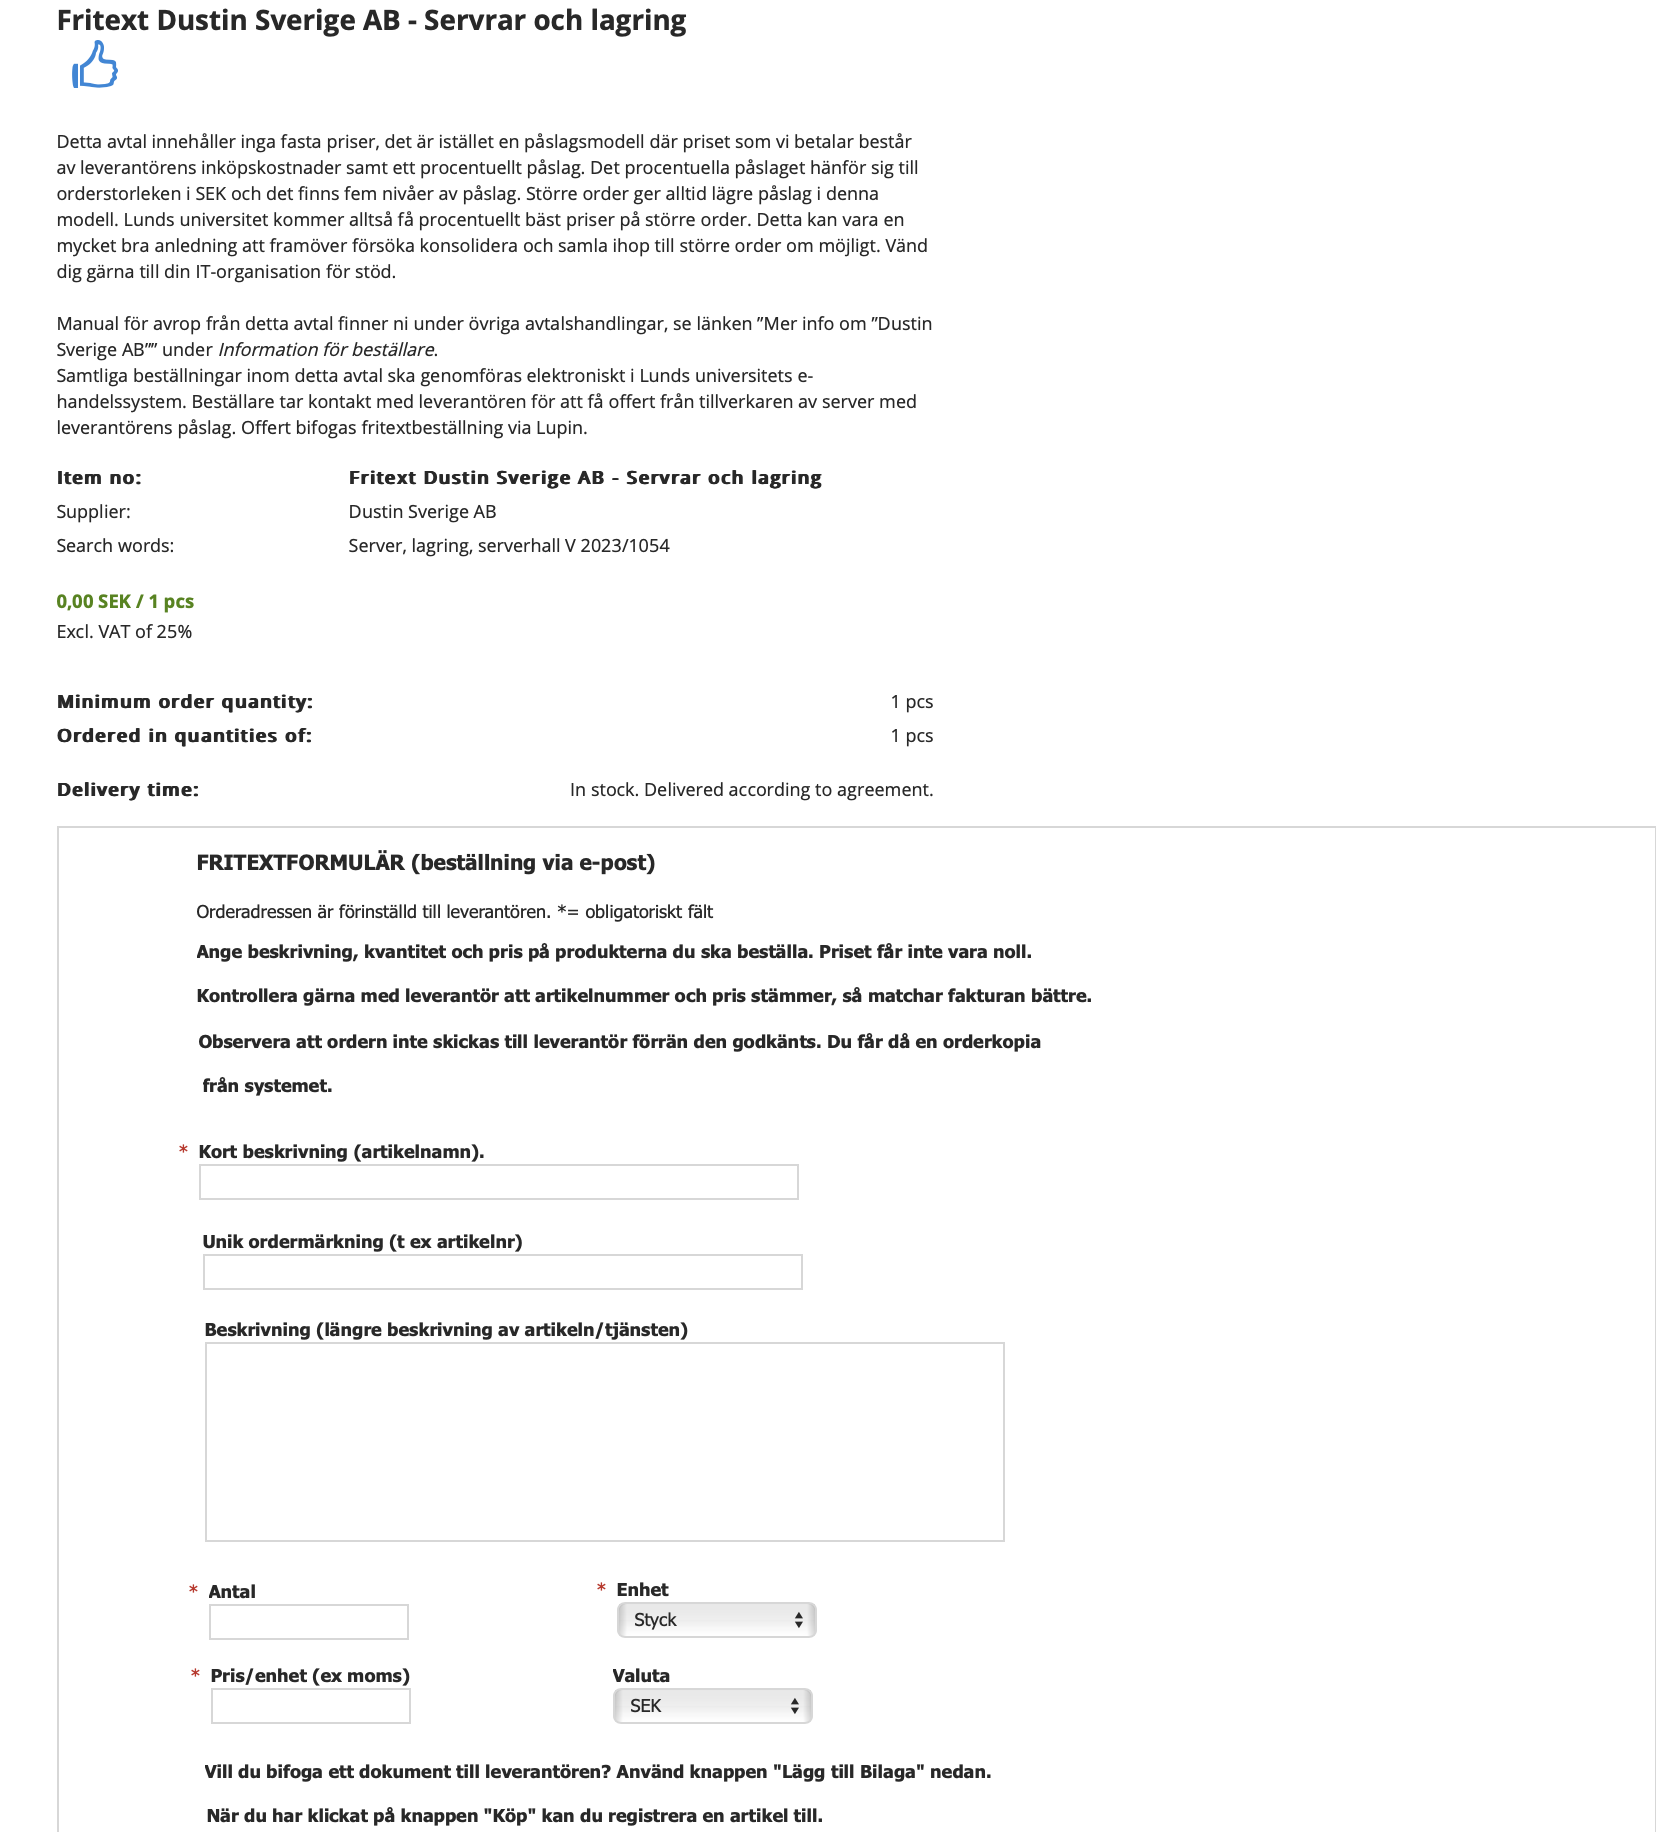 Fritext Dustin Sverige AB - Servrar och lagring
Detta avtal innehåller inga fasta priser, det är istället en påslagsmodell där priset som vi betalar består
av leverantörens inköpskostnader samt ett procentuellt påslag. Det procentuella påslaget hänför sig till
orderstorleken i SEK och det finns fem nivåer av påslag. Större order ger alltid lägre påslag i denna
modell. Lunds universitet kommer alltså få procentuellt bäst priser på större order. Detta kan vara en
mycket bra anledning att framöver försöka konsolidera och samla ihop till större order om möjligt. Vänd
dig gärna till din IT-organisation för stöd.
Manual för avrop från detta avtal finner ni under övriga avtalshandlingar, se länken ”Mer info om ”Dustin
Sverige AB”” under Information för beställare.
Samtliga beställningar inom detta avtal ska genomföras elektroniskt i Lunds universitets e-
handelssystem. Beställare tar kontakt med leverantören för att få offert från tillverkaren av server med
leverantörens påslag. Offert bifogas fritextbeställning via Lupin.
Item no: Fritext Dustin Sverige AB - Servrar och lagring
Supplier: Dustin Sverige AB
Search words: Server, lagring, serverhall V 2023/1054
0,00 SEK / 1 pcs
Excl. VAT of 25%
Minimum order quantity: 1 pcs
Ordered in quantities of: 1 pcs
Delivery time: In stock. Delivered according to agreement.
FRITEXTFORMULÄR (beställning via e-post)
Orderadressen är förinställd till leverantören. *= obligatoriskt fält
Ange beskrivning, kvantitet och pris på produkterna du ska beställa. Priset får inte vara noll.
Kontrollera gärna med leverantör att artikelnummer och pris stämmer, så matchar fakturan bättre.
Observera att ordern inte skickas till leverantör förrän den godkänts. Du får då en orderkopia
från systemet.
* Kort beskrivning (artikelnamn).
Unik ordermärkning (t ex artikelnr)
Beskrivning (längre beskrivning av artikeln/tjänsten)
* Antal * Enhet
Styck
* Pris/enhet (ex moms) Valuta
SEK
Vill du bifoga ett dokument till leverantören? Använd knappen "Lägg till Bilaga" nedan.
När du har klickat på knappen "Köp" kan du registrera en artikel till.